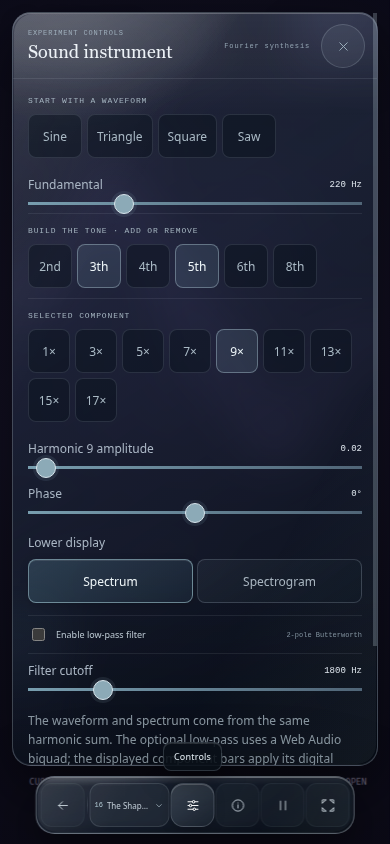 EXPERIMENT CONTROLS
Sound instrument
Fourier synthesis
START WITH A WAVEFORM
Sine Triangle Square Saw
Fundamental 220 Hz
BUILD THE TONE · ADD OR REMOVE
2nd 3th 4th 5th 6th 8th
SELECTED COMPONENT
1× 3× 5× 7× 9× 11× 13×
15× 17×
Harmonic 9 amplitude 0.02
Phase 0°
Lower display
Spectrum Spectrogram
Enable low-pass filter 2-pole Butterworth
Filter cutoff 1800 Hz
The waveform and spectrum come from the same
harmonic sum. The optional low-pass uses a Web Audio
biquad; the displayed bars apply its digital
Controls
16 The Shap...